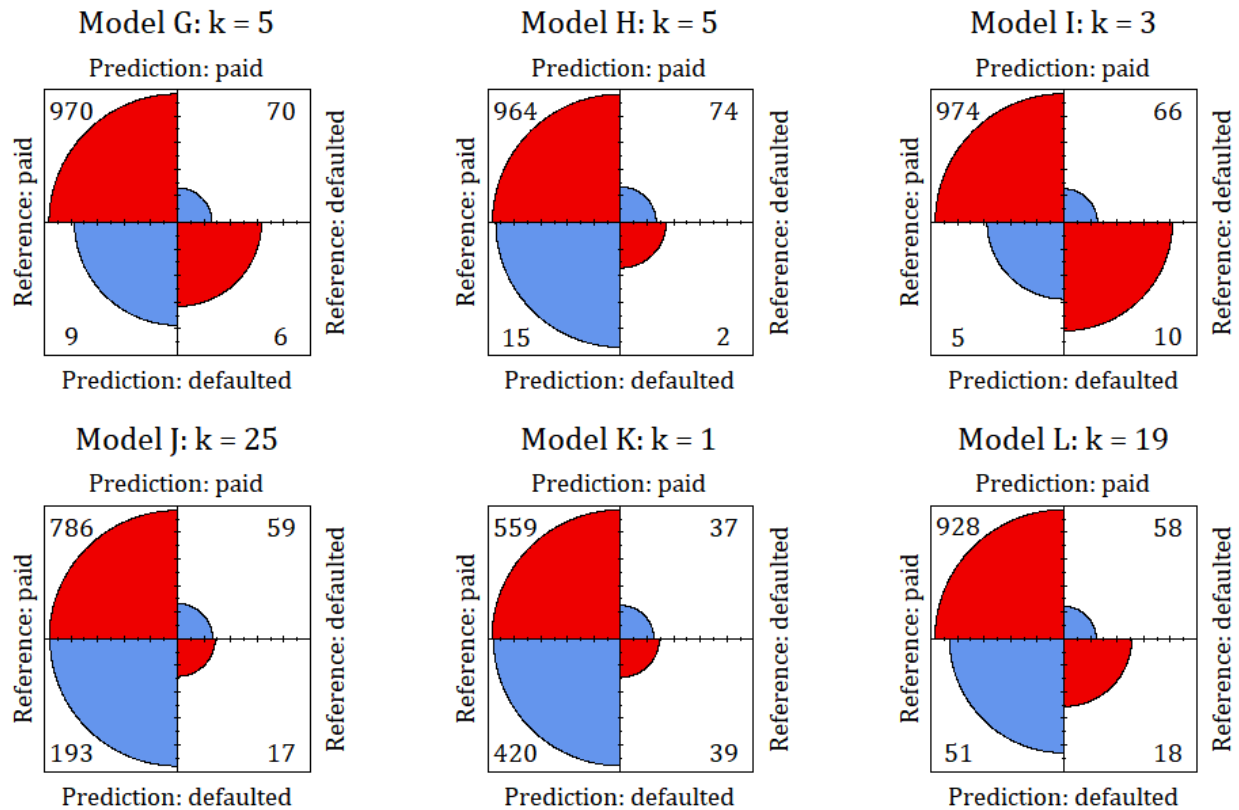 Model G: k = 5
Prediction: paid
Reference: paid
970
70
9
6
Reference: defaulted
Prediction: defaulted
Model H: k = 5
Prediction: paid
Reference: paid
964
74
15
2
Reference: defaulted
Prediction: defaulted
Model I: k = 3
Prediction: paid
Reference: paid
974
66
5
10
Reference: defaulted
Prediction: defaulted
Model J: k = 25
Prediction: paid
Reference: paid
786
59
193
17
Reference: defaulted
Prediction: defaulted
Model K: k = 1
Prediction: paid
Reference: paid
559
37
420
39
Reference: defaulted
Prediction: defaulted
Model L: k = 19
Prediction: paid
Reference: paid
928
58
51
18
Reference: defaulted
Prediction: defaulted